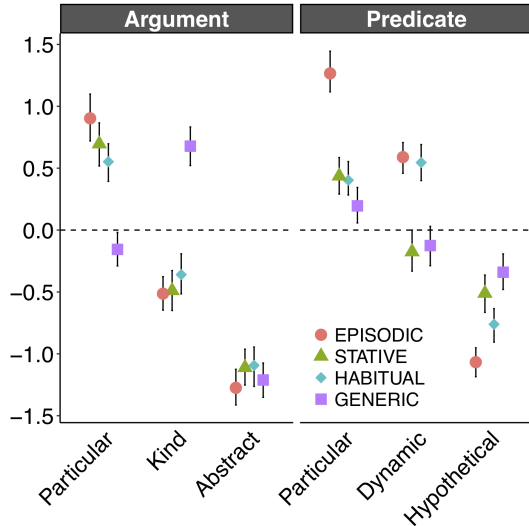 Argument Predicate
1.5
1.0
0.5
0.0
−0.5
−1.0
−1.5
EPISODIC
STATIVE
HABITUAL
GENERIC
Particular Kind Abstract Particular Dynamic Hypothetical